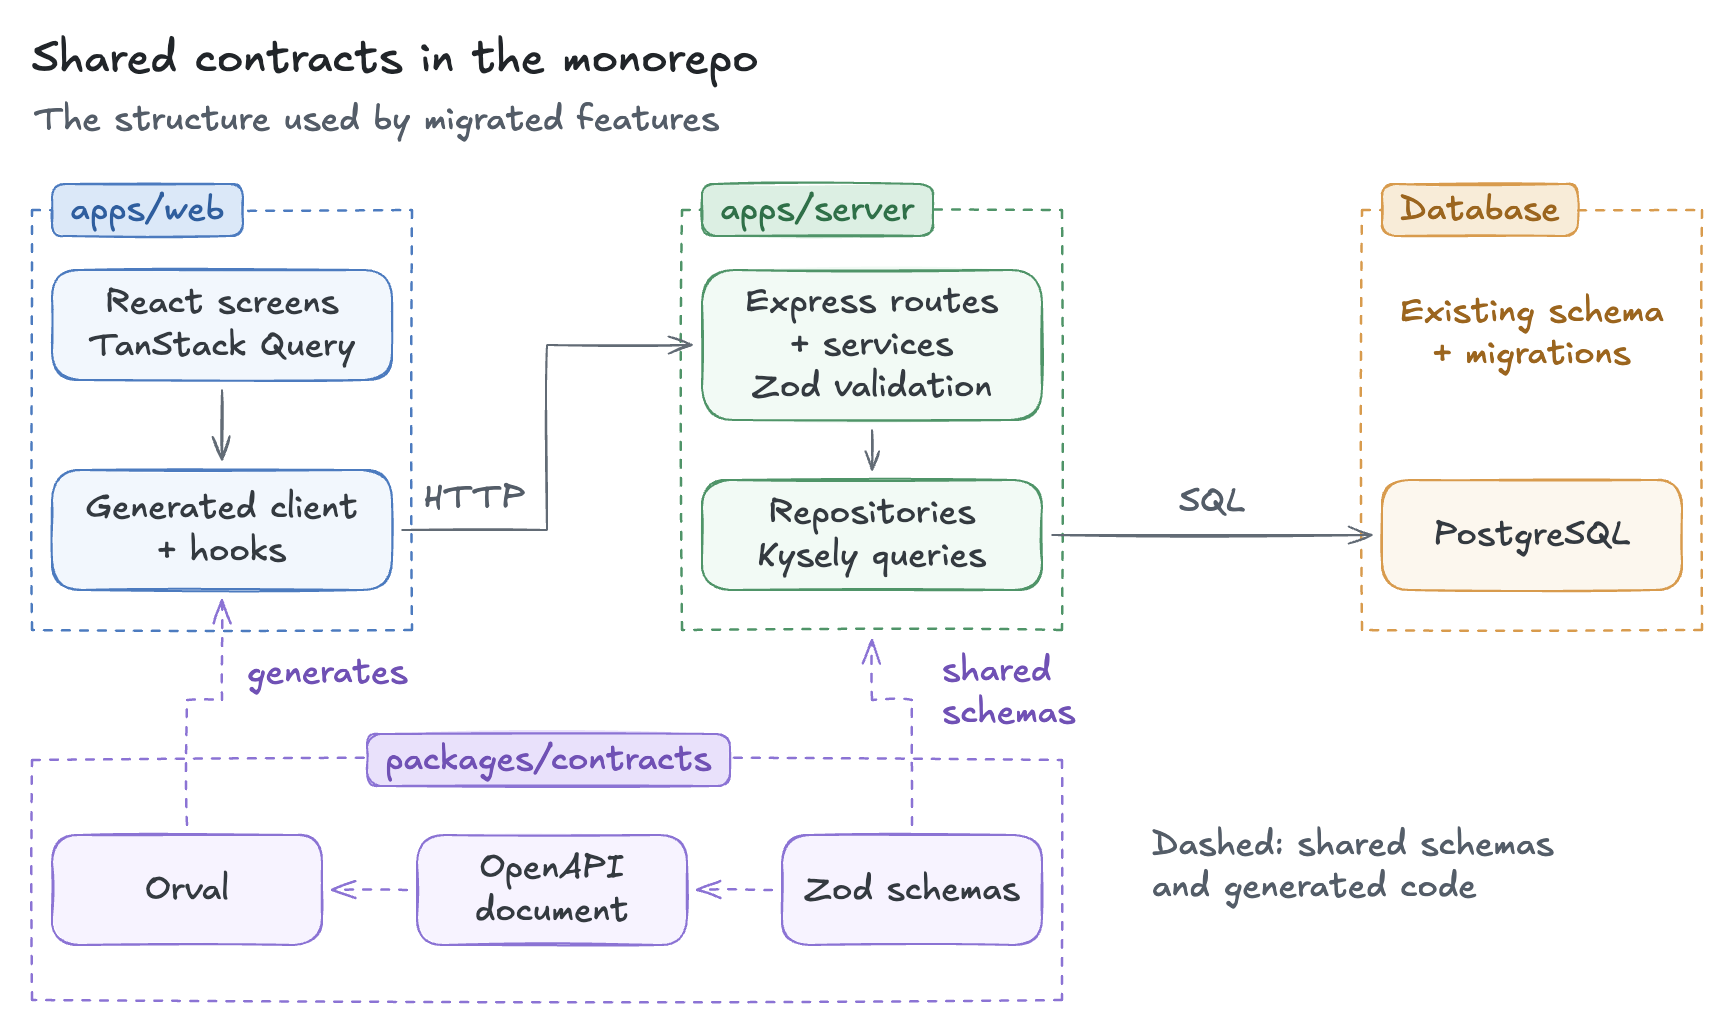 Shared contracts in the monorepo
The structure used by migrated features
apps/web
React screens
TanStack Query
Generated client
+ hooks
HTTP
apps/server
Express routes
+ services
Zod validation
Repositories
Kysely queries
SQL
Database
Existing schema
+ migrations
PostgreSQL
generates
shared
schemas
packages/contracts
Orval
OpenAPI
document
Zod schemas
Dashed: shared schemas
and generated code